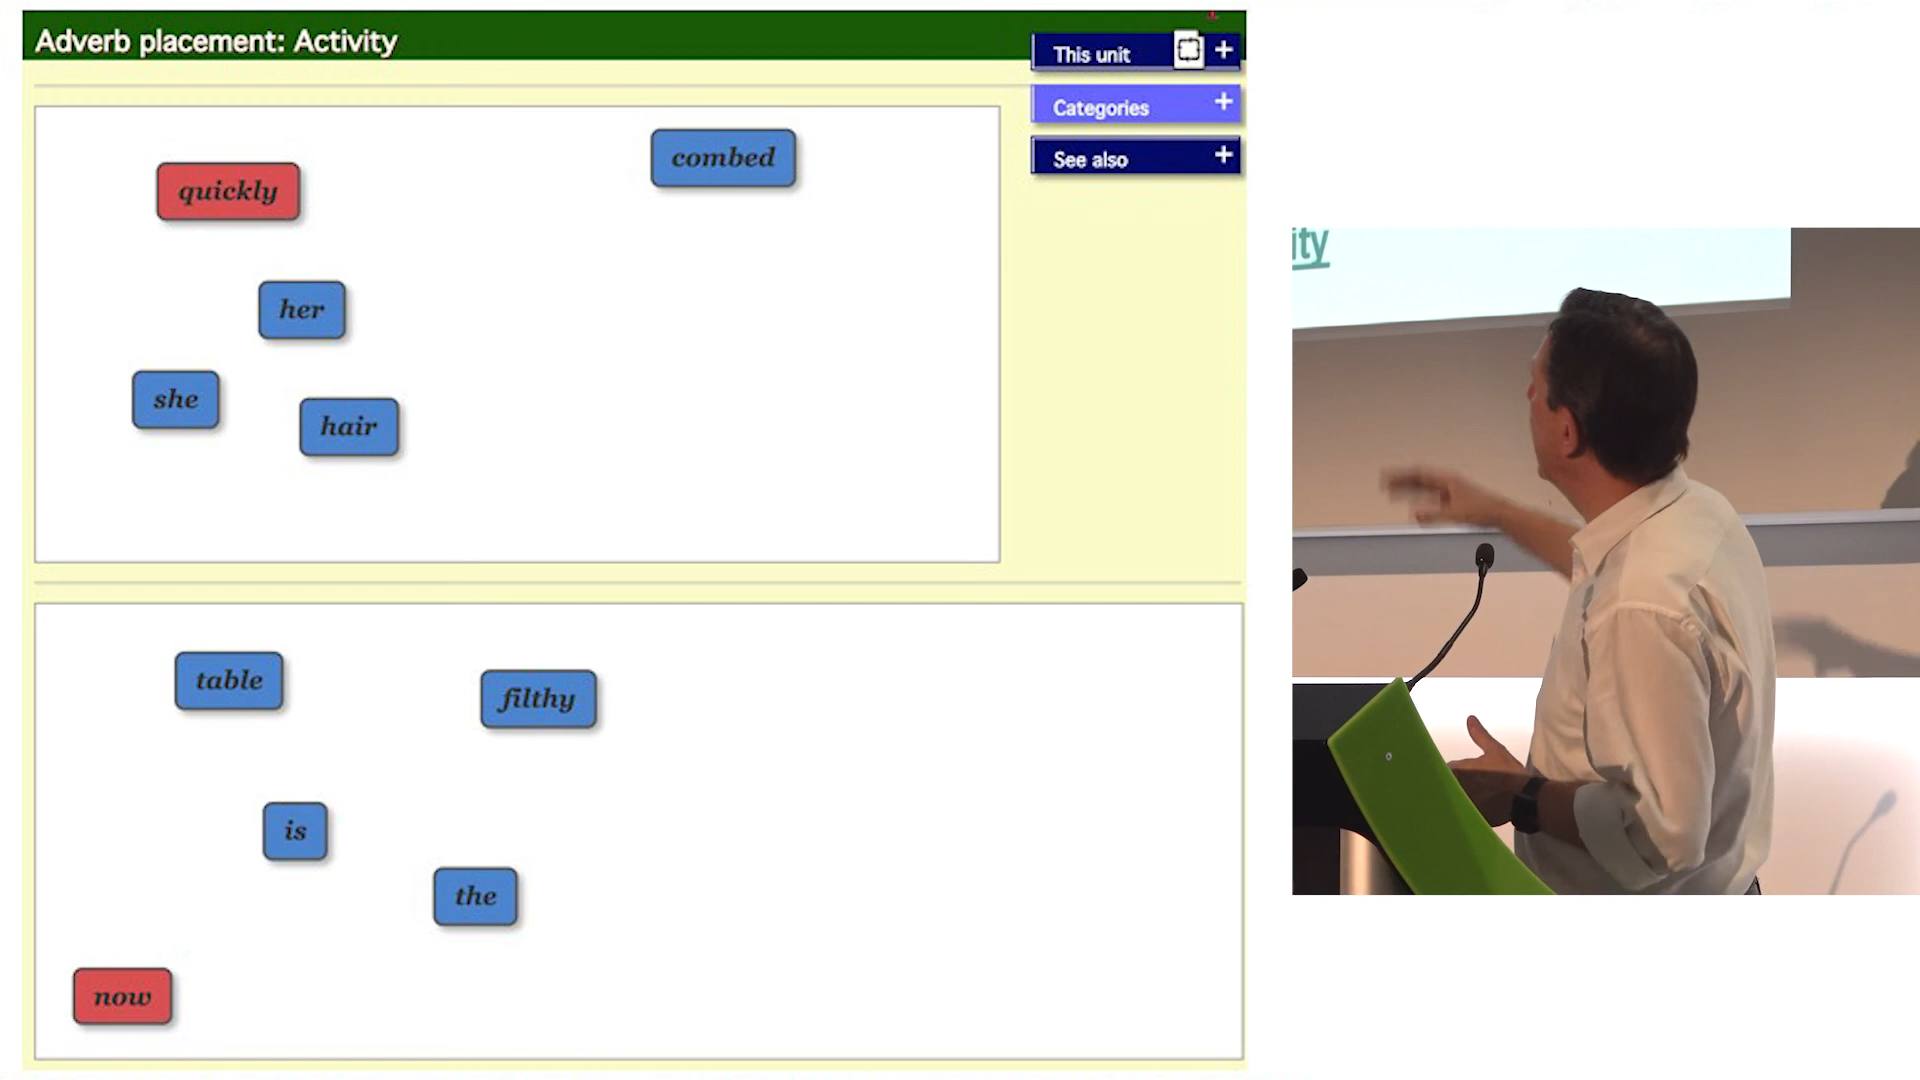 Adverb placement: Activity
This unit +
Categories +
See also +
combed
quickly
her
she
hair
table
filthy
is
the
now
ity